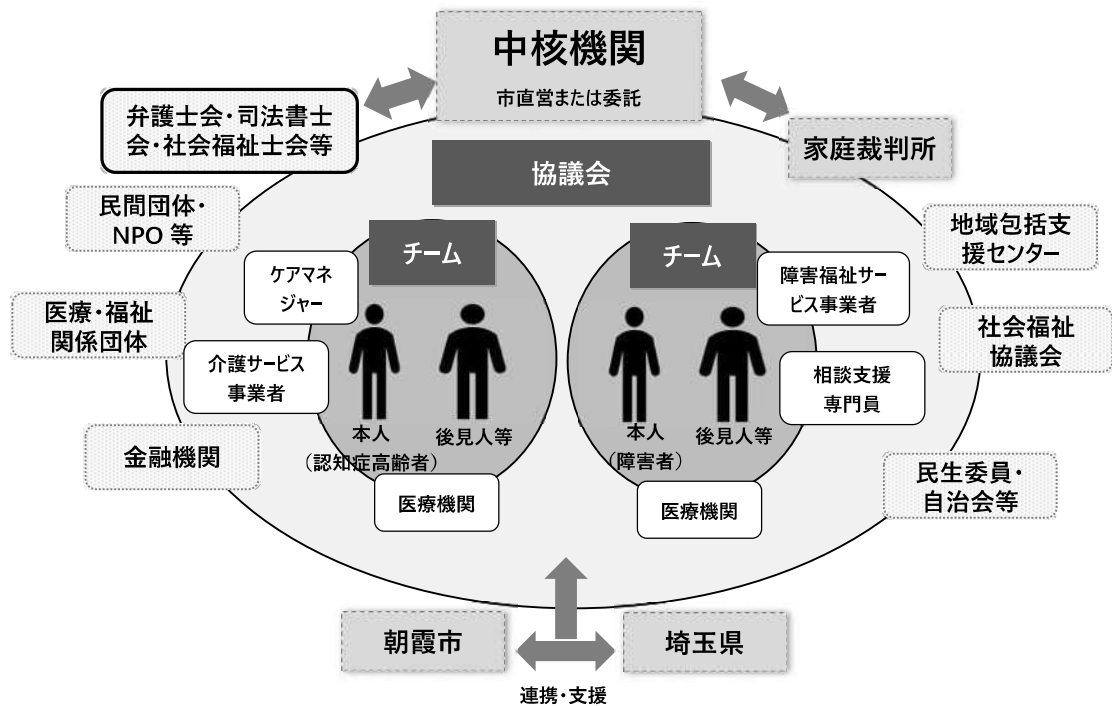 中核機関
市直営または委託
弁護士会・司法書士
会・社会福祉士会等
家庭裁判所
協議会
民間団体・
NPO 等
地域包括支
援センター
チーム
チーム
ケアマネ
ジャー
障害福祉サー
ビス事業者
医療・福祉
関係団体
社会福祉
協議会
介護サービス
事業者
相談支援
専門員
本人
(認知症高齢者)
後見人等
本人
(障害者)
後見人等
金融機関
民生委員・
自治会等
医療機関
医療機関
朝霞市
埼玉県
連携・支援